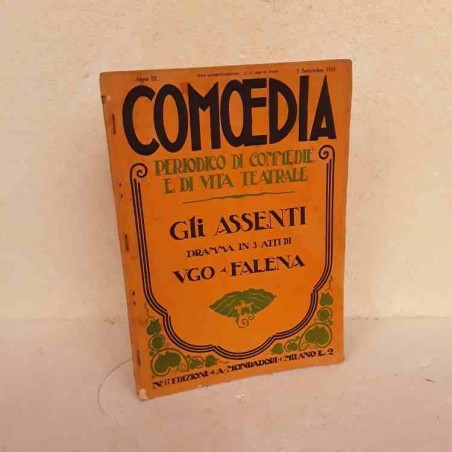 Anno III.
5 Settembre 1921.
COMŒDIA
PERIODICO DI COMMEDIE
E DI VITA TEATRALE
Gli ASSENTI
DRAMMA IN 3 ATTI DI
VGO FALENA
No 17 EDIZIONI A. MONDADORI MILANO L. 2